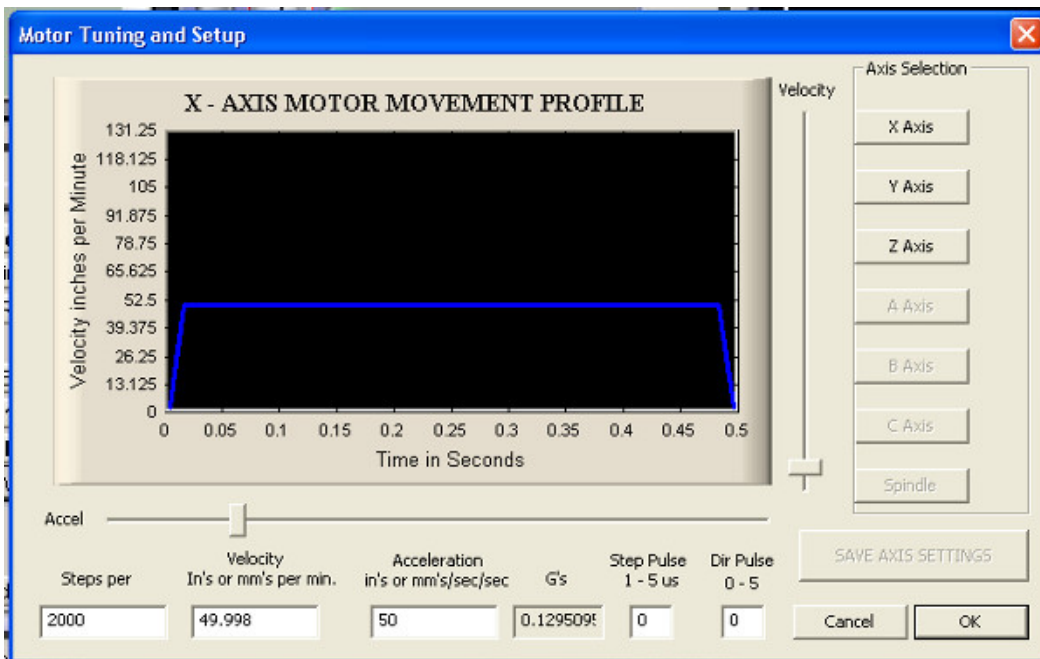 Motor Tuning and Setup
Axis Selection
X - AXIS MOTOR MOVEMENT PROFILE
Velocity
131.25
118.125
105
91.875
78.75
65.625
52.5
39.375
26.25
13.125
0
Velocity inches per Minute
0 0.05 0.1 0.15 0.2 0.25 0.3 0.35 0.4 0.45 0.5
Time in Seconds
X Axis
Y Axis
Z Axis
A Axis
B Axis
C Axis
Spindle
Accel
SAVE AXIS SETTINGS
Velocity Acceleration Step Pulse Dir Pulse
Steps per In's or mm's per min. in's or mm's/sec/sec G's 1 - 5 us 0 - 5
2000 49.998 50 0.129509 0 0
Cancel OK